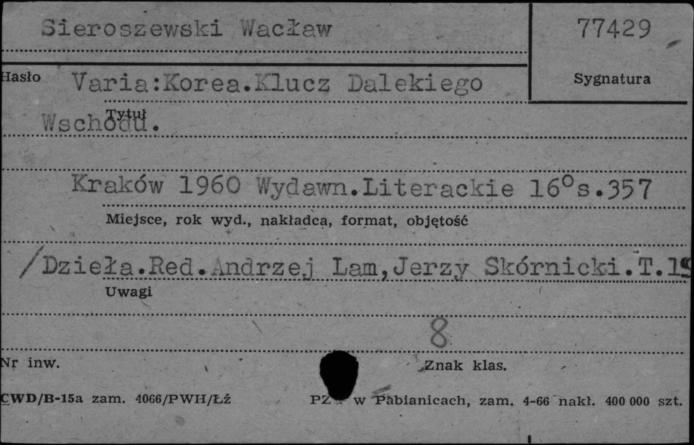 Sieroszewski Wacław
77429
Hasło
Varia:Korea.Klucz Dalekiego
Sygnatura
Tytuł
Wschodu.
Kraków 1960 Wydawn.Literackie 16°s.357
Miejsce, rok wyd., nakładca, format, objętość
/Dzieła.Red.Andrzej Lam,Jerzy Skórnicki.T.19
Uwagi
8
Nr inw.
Znak klas.
CWD/B-15a zam. 4066/PWH/Łź
PZ w Pabianicach, zam. 4-66 nakł. 400 000 szt.